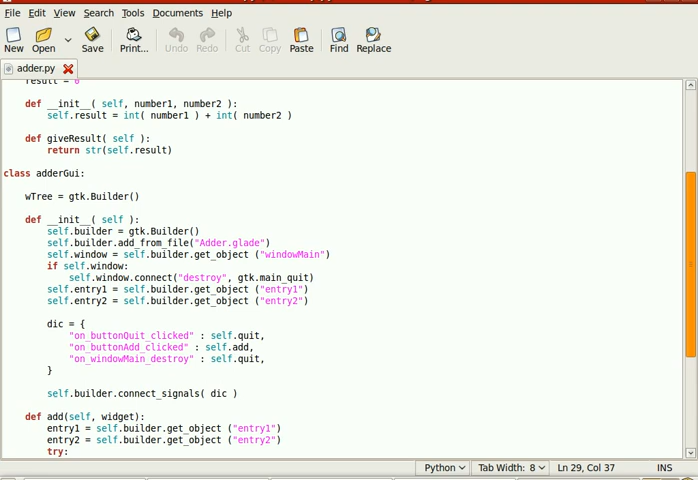 File Edit View Search Tools Documents Help
New Open Save Print... Undo Redo Cut Copy Paste Find Replace
adder.py
result = 0
def __init__( self, number1, number2 ):
self.result = int( number1 ) + int( number2 )
def giveResult( self ):
return str(self.result)
class adderGui:
wTree = gtk.Builder()
def __init__( self ):
self.builder = gtk.Builder()
self.builder.add_from_file("Adder.glade")
self.window = self.builder.get_object ("windowMain")
if self.window:
self.window.connect("destroy", gtk.main_quit)
self.entry1 = self.builder.get_object ("entry1")
self.entry2 = self.builder.get_object ("entry2")
dic = {
"on_buttonQuit_clicked" : self.quit,
"on_buttonAdd_clicked" : self.add,
"on_windowMain_destroy" : self.quit,
}
self.builder.connect_signals( dic )
def add(self, widget):
entry1 = self.builder.get_object ("entry1")
entry2 = self.builder.get_object ("entry2")
try:
Python Tab Width: 8 Ln 29, Col 37 INS